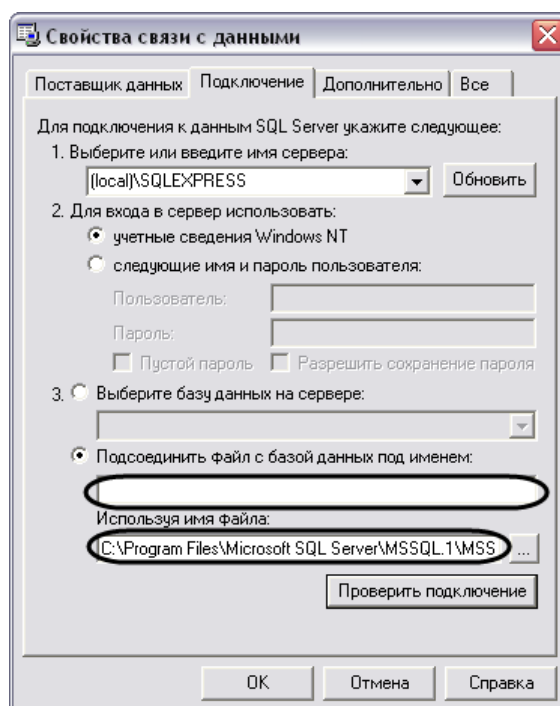 Свойства связи с данными
Поставщик данных Подключение Дополнительно Все
Для подключения к данным SQL Server укажите следующее:
1. Выберите или введите имя сервера:
(local)\SQLEXPRESS Обновить
2. Для входа в сервер использовать:
учетные сведения Windows NT
следующие имя и пароль пользователя:
Пользователь:
Пароль:
Пустой пароль Разрешить сохранение пароля
3. Выберите базу данных на сервере:
Подсоединить файл с базой данных под именем:
Используя имя файла:
C:\Program Files\Microsoft SQL Server\MSSQL.1\MSS ...
Проверить подключение
ОК Отмена Справка